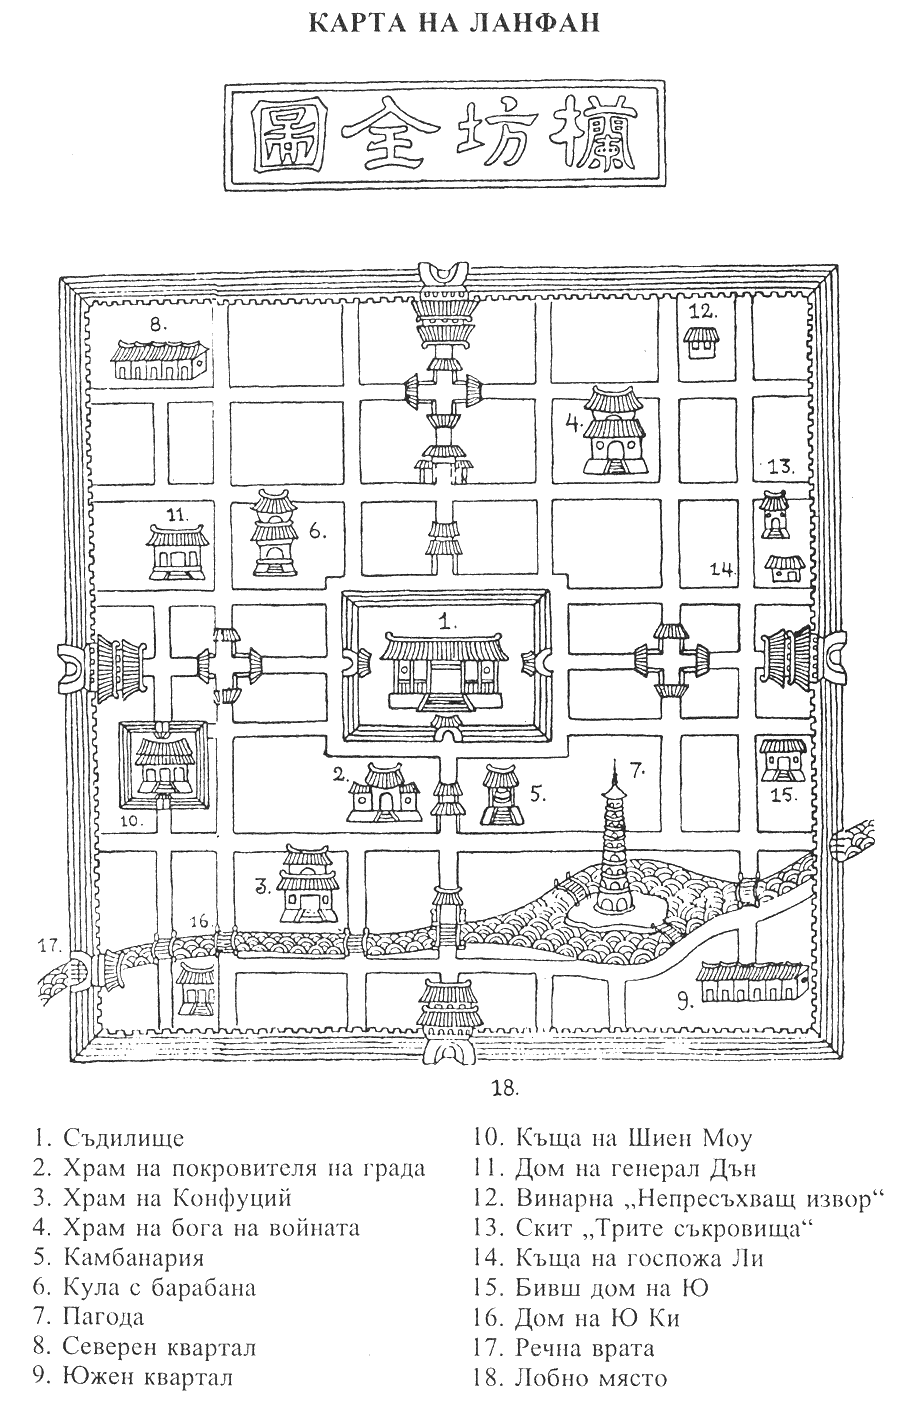 КАРТА НА ЛАНФАН
圖全坊欄
8.
12.
4.
13.
11.
6.
14.
1.
2.
5.
7.
15.
10.
3.
16.
17.
9.
18.
1. Съдилище
2. Храм на покровителя на града
3. Храм на Конфуций
4. Храм на бога на войната
5. Камбанария
6. Кула с барабана
7. Пагода
8. Северен квартал
9. Южен квартал
10. Къща на Шиен Моу
11. Дом на генерал Дън
12. Винарна „Непресъхващ извор“
13. Скит „Трите съкровища“
14. Къща на госпожа Ли
15. Бивш дом на Ю
16. Дом на Ю Ки
17. Речна врата
18. Лобно място